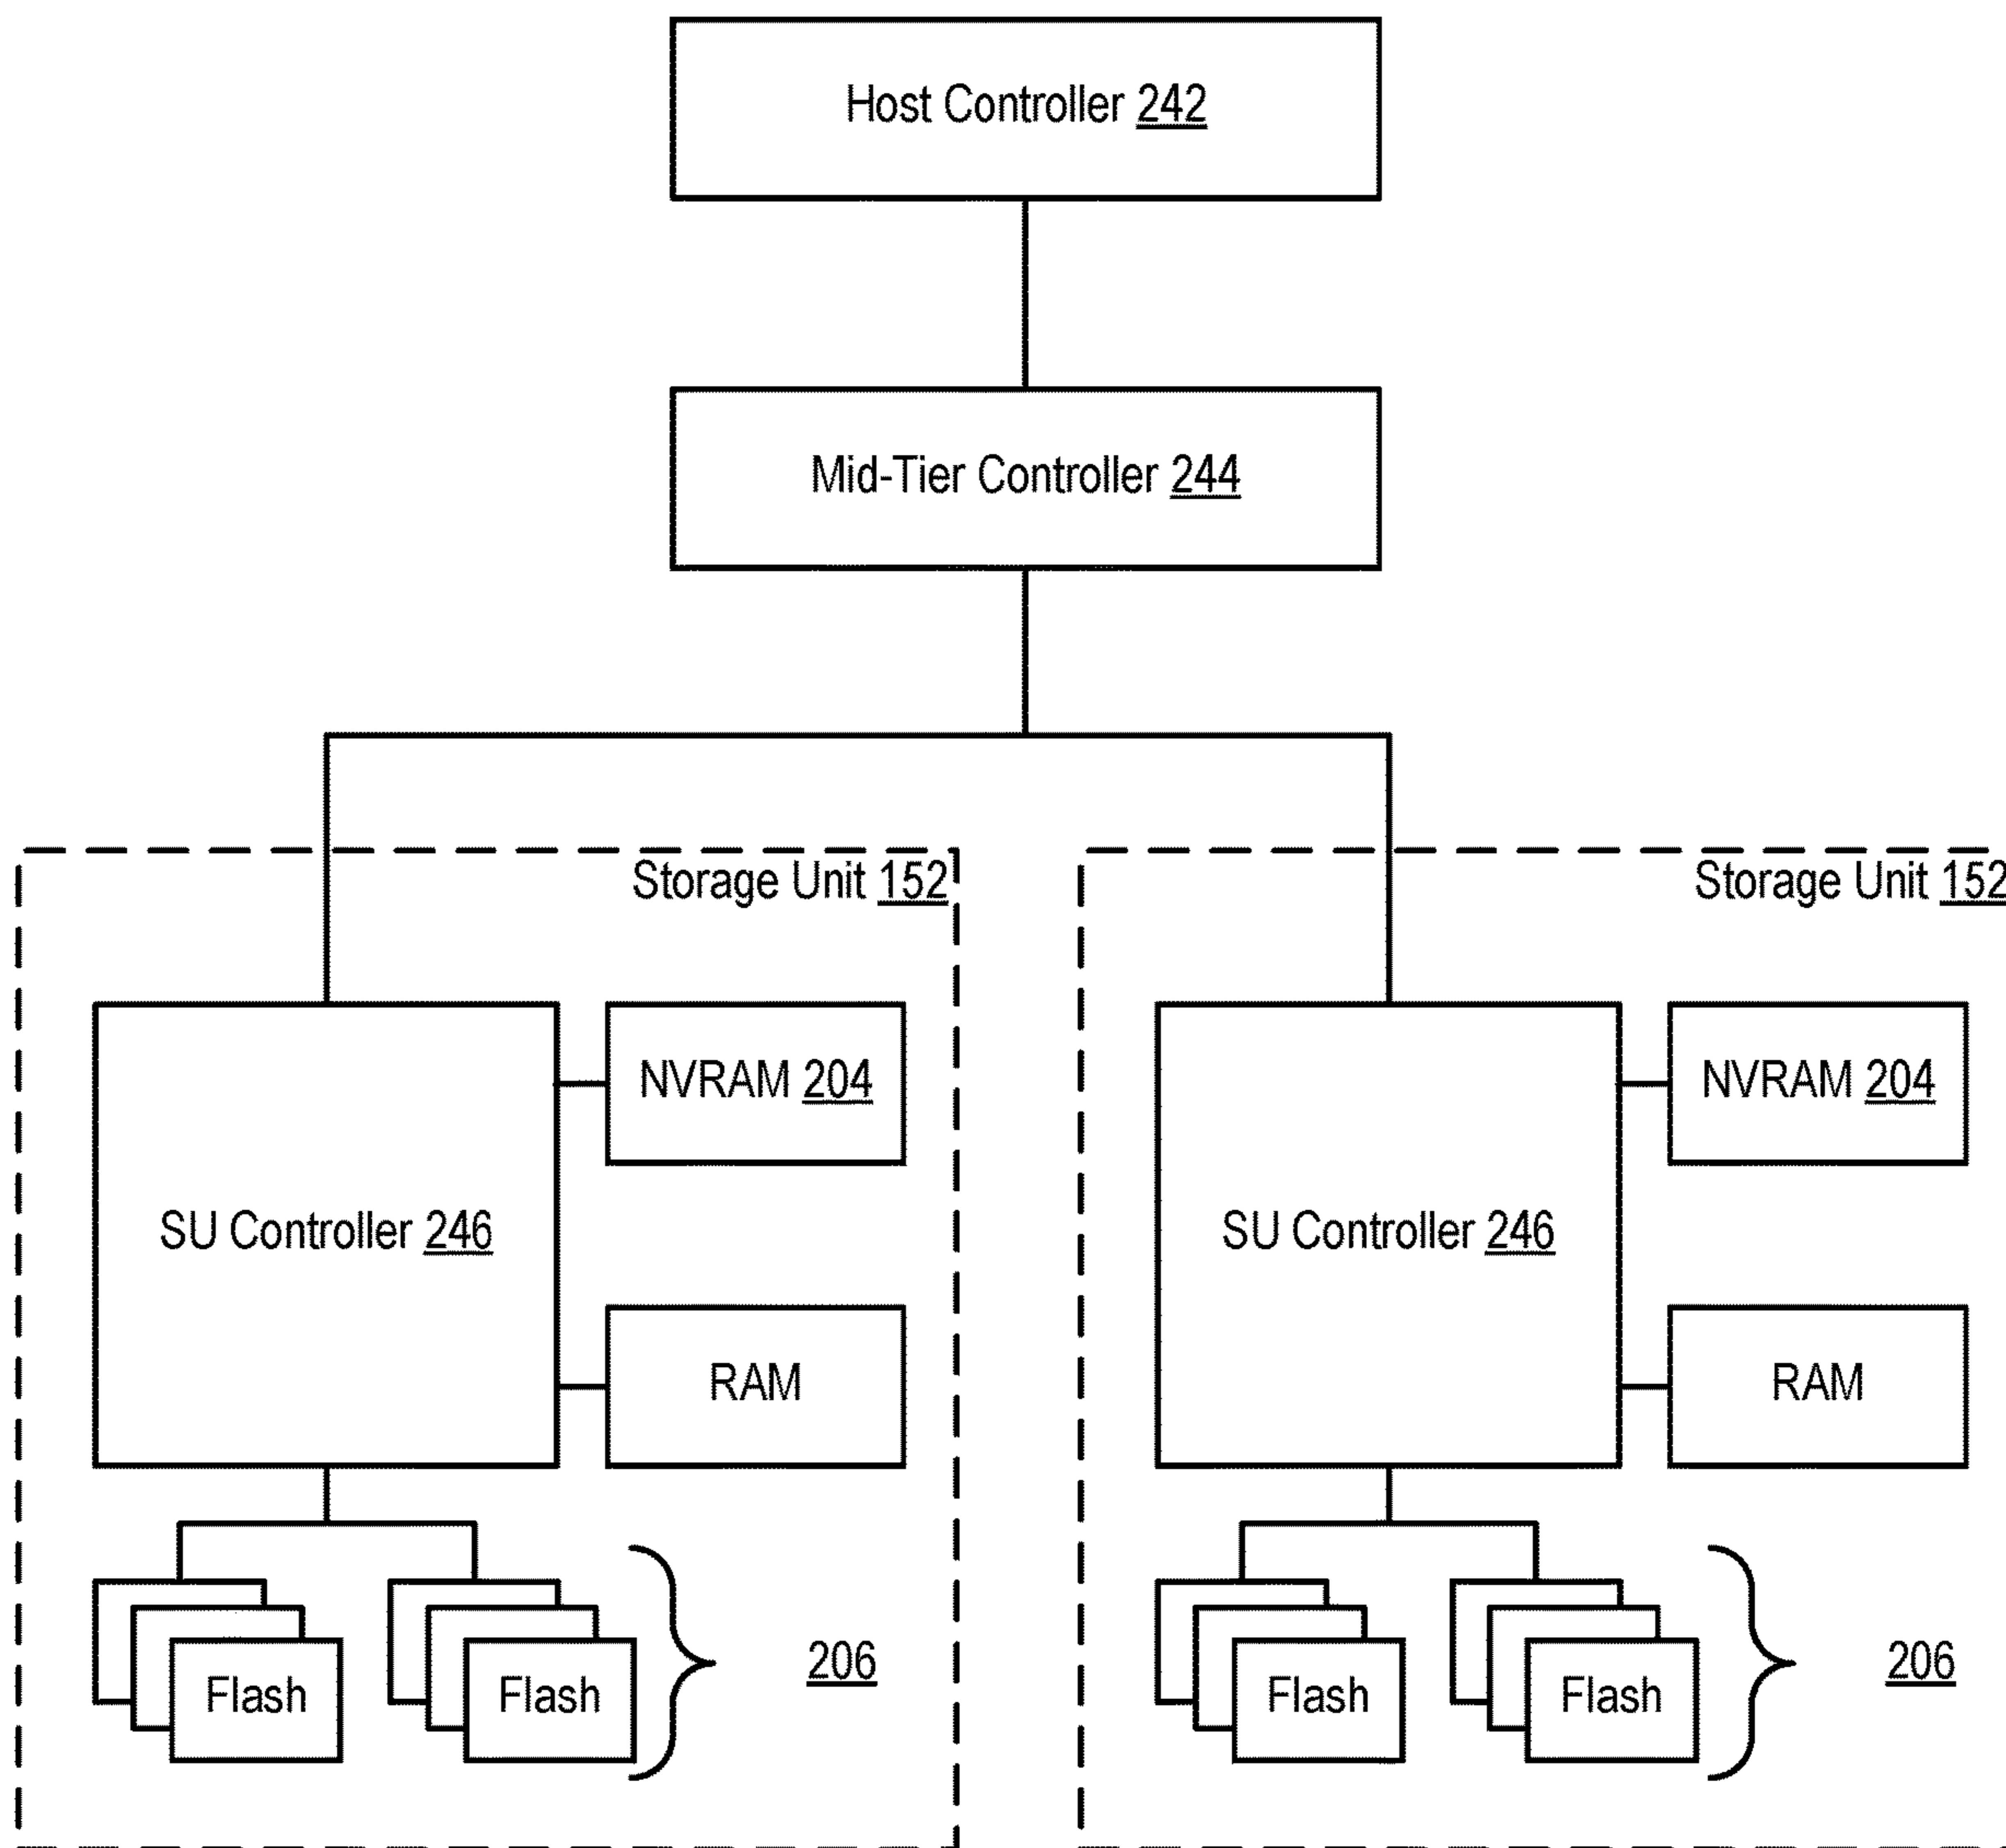 Host Controller 242
Mid-Tier Controller 244
Storage Unit 152
Storage Unit 152
NVRAM 204
NVRAM 204
SU Controller 246
SU Controller 246
RAM
RAM
Flash
Flash
206
Flash
Flash
206